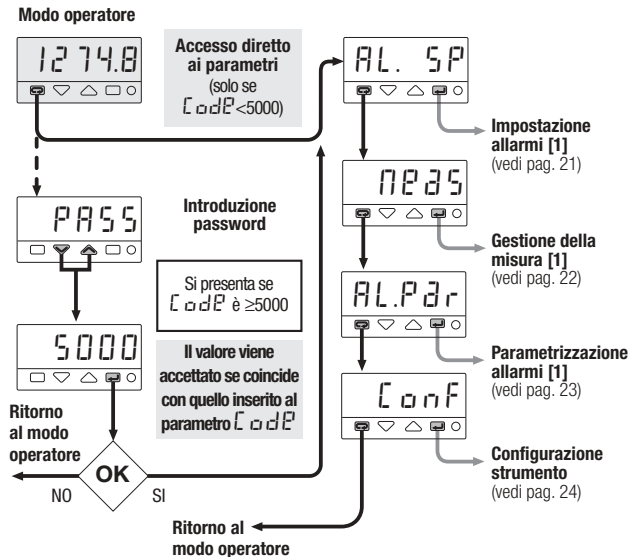 Modo operatore
1274.8
Accesso diretto
ai parametri
(solo se
Code<5000)
AL. SP
Impostazione
allarmi [1]
(vedi pag. 21)
PASS
Introduzione
password
Meas
Gestione della
misura [1]
(vedi pag. 22)
Si presenta se
Code è ≥5000
AL.Par
5000
Il valore viene
accettato se coincide
con quello inserito al
parametro Code
Parametrizzazione
allarmi [1]
(vedi pag. 23)
Conf
Ritorno
al modo
operatore
OK
NO
SI
Configurazione
strumento
(vedi pag. 24)
Ritorno al
modo operatore